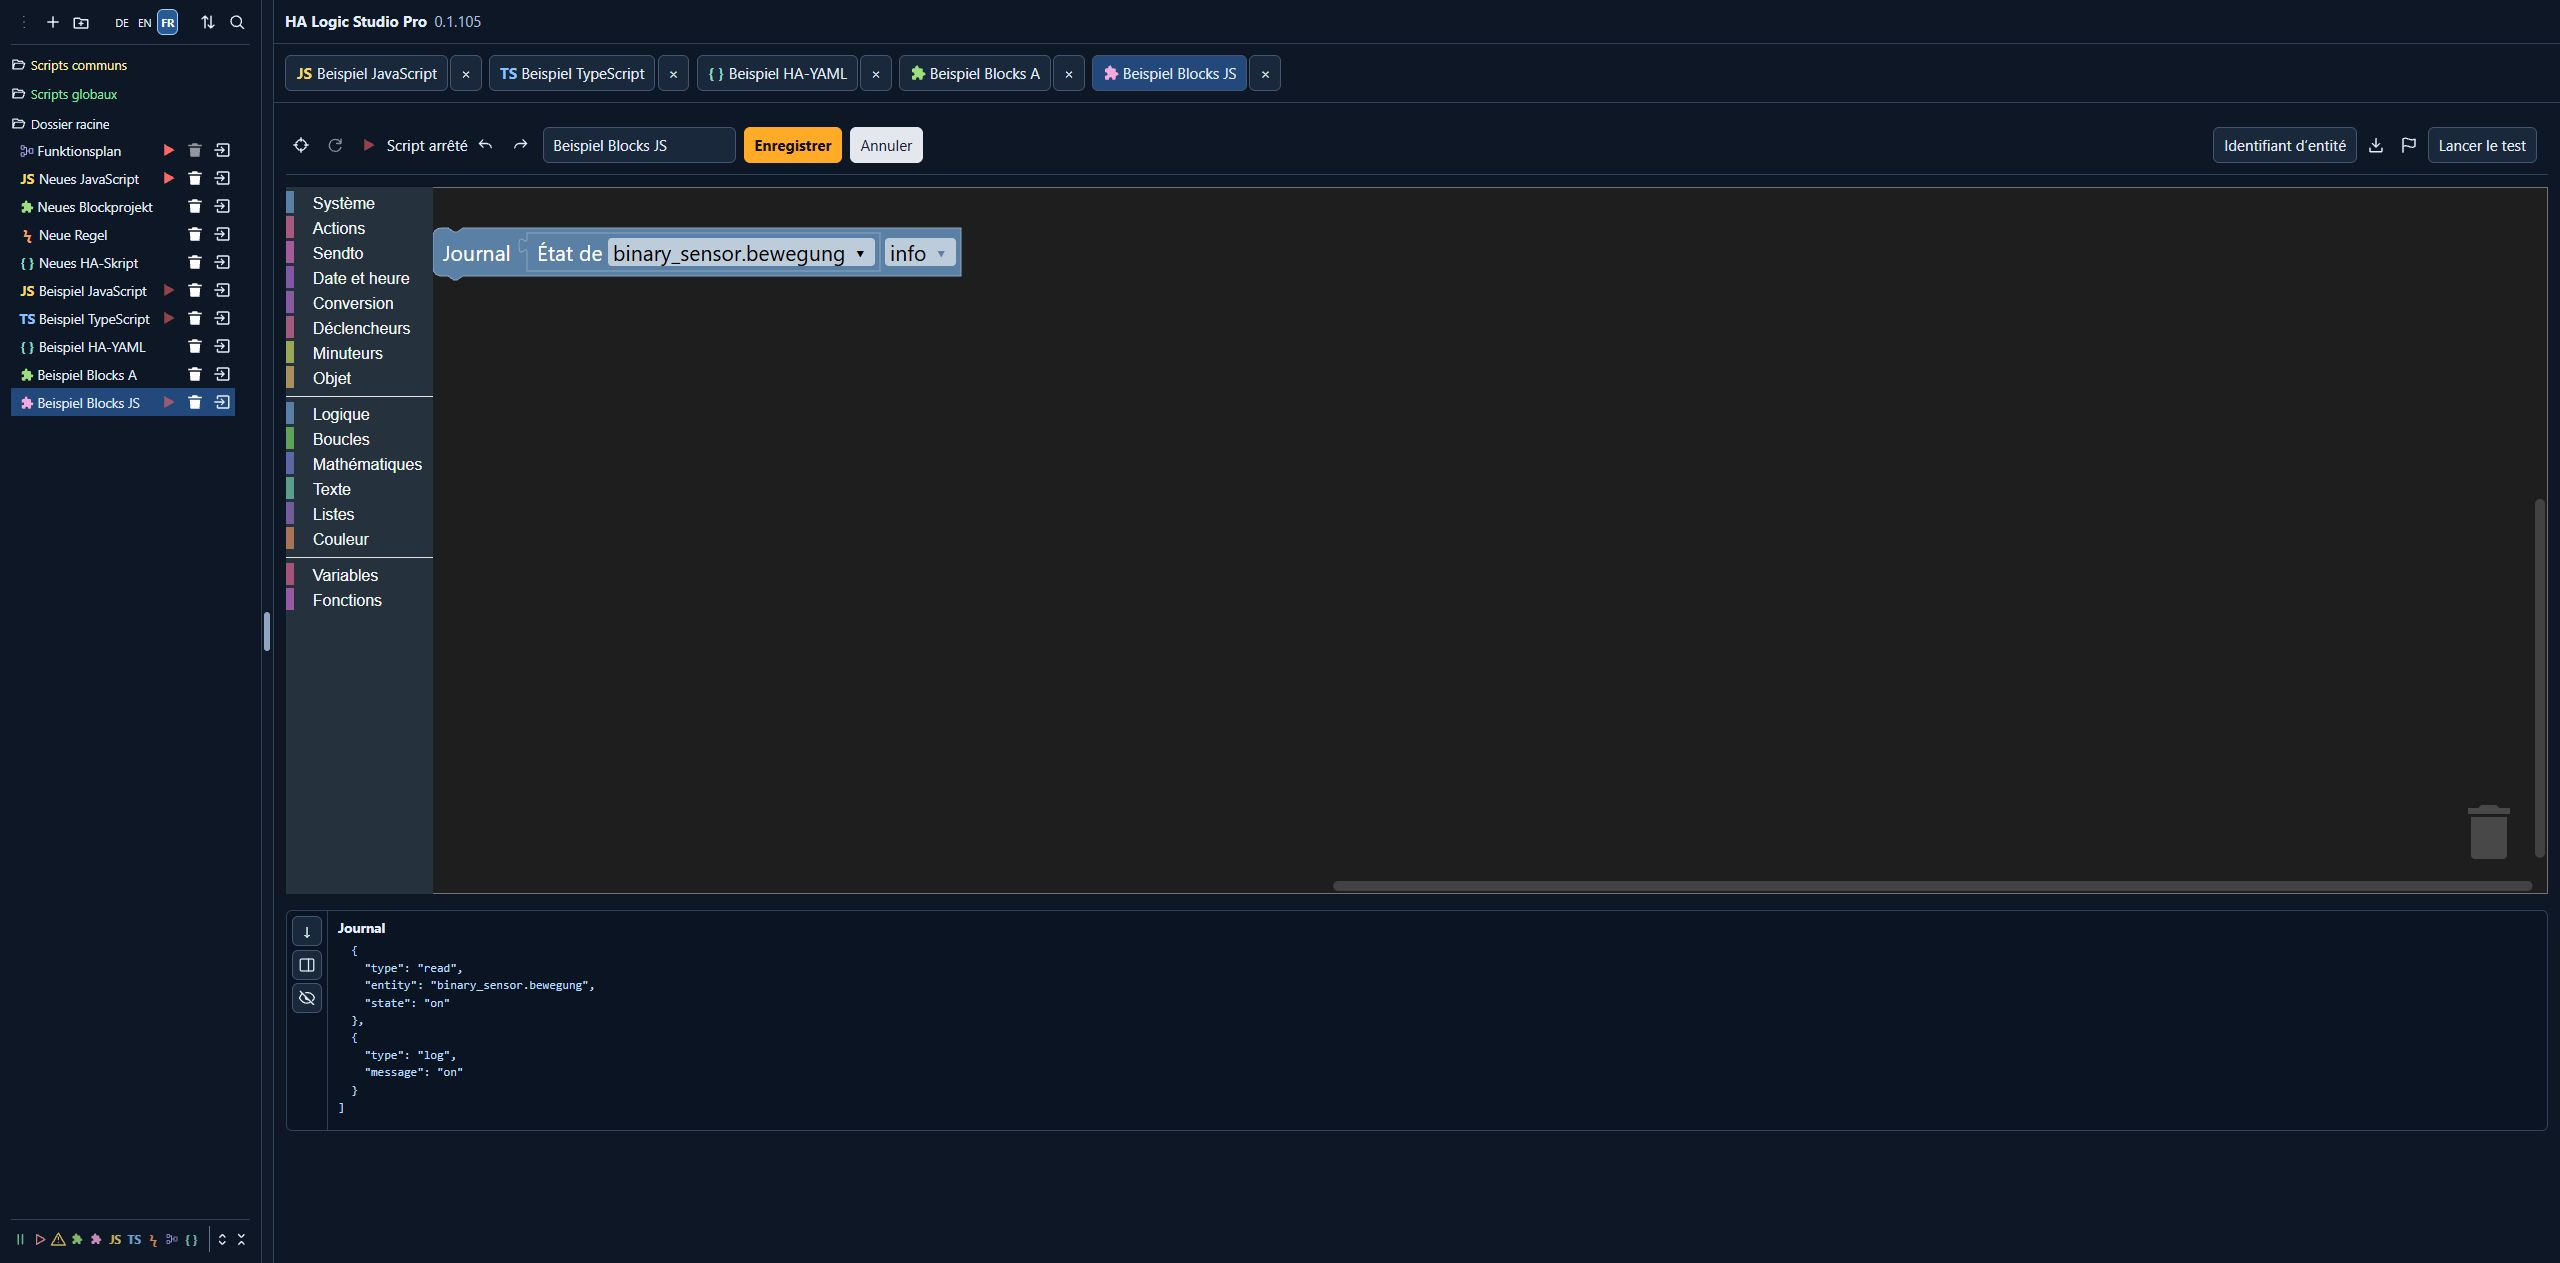 DE EN FR
Scripts communs
Scripts globaux
Dossier racine
Funktionsplan
JS Neues JavaScript
Neues Blockprojekt
Neue Regel
{ } Neues HA-Skript
JS Beispiel JavaScript
TS Beispiel TypeScript
{ } Beispiel HA-YAML
Beispiel Blocks A
Beispiel Blocks JS
JS TS { }
HA Logic Studio Pro 0.1.105
JS Beispiel JavaScript × TS Beispiel TypeScript × { } Beispiel HA-YAML × Beispiel Blocks A × Beispiel Blocks JS ×
Script arrêté Beispiel Blocks JS Enregistrer Annuler Identifiant d'entité Lancer le test
Système
Actions
Sendto
Date et heure
Conversion
Déclencheurs
Minuteurs
Objet
Logique
Boucles
Mathématiques
Texte
Listes
Couleur
Variables
Fonctions
Journal État de binary_sensor.bewegung info
Journal
{
"type": "read",
"entity": "binary_sensor.bewegung",
"state": "on"
},
{
"type": "log",
"message": "on"
}
]